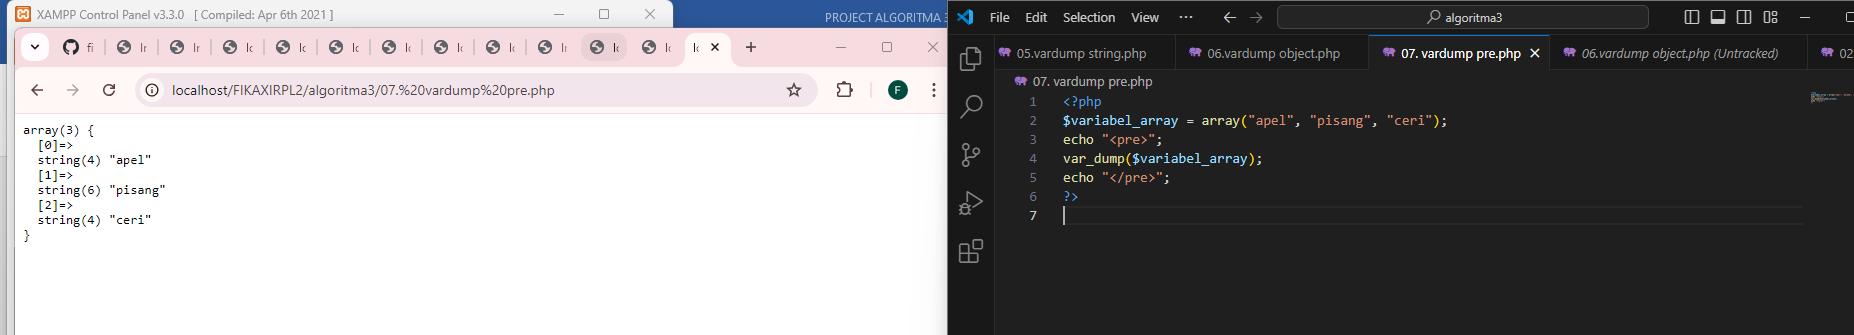 XAMPP Control Panel v3.3.0 [ Compiled: Apr 6th 2021 ]
PROJECT ALGORITMA 3
fi
localhost/FIKAXIRPL2/algoritma3/07.%20vardump%20pre.php
F
array(3) {
  [0]=>
  string(4) "apel"
  [1]=>
  string(6) "pisang"
  [2]=>
  string(4) "ceri"
}
File Edit Selection View ··· algoritma3
05.vardump string.php 06.vardump object.php 07. vardump pre.php 06.vardump object.php (Untracked) 02
07. vardump pre.php
1 <?php
2 $variabel_array = array("apel", "pisang", "ceri");
3 echo "<pre>";
4 var_dump($variabel_array);
5 echo "</pre>";
6 ?>
7